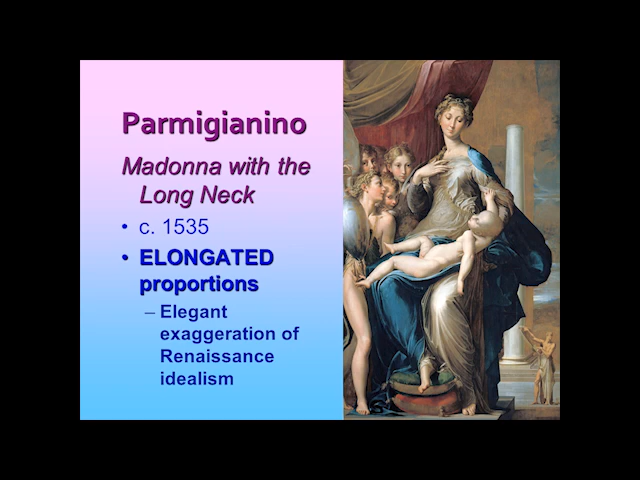 Parmigianino
Madonna with the
Long Neck
• c. 1535
• ELONGATED
proportions
– Elegant
exaggeration of
Renaissance
idealism